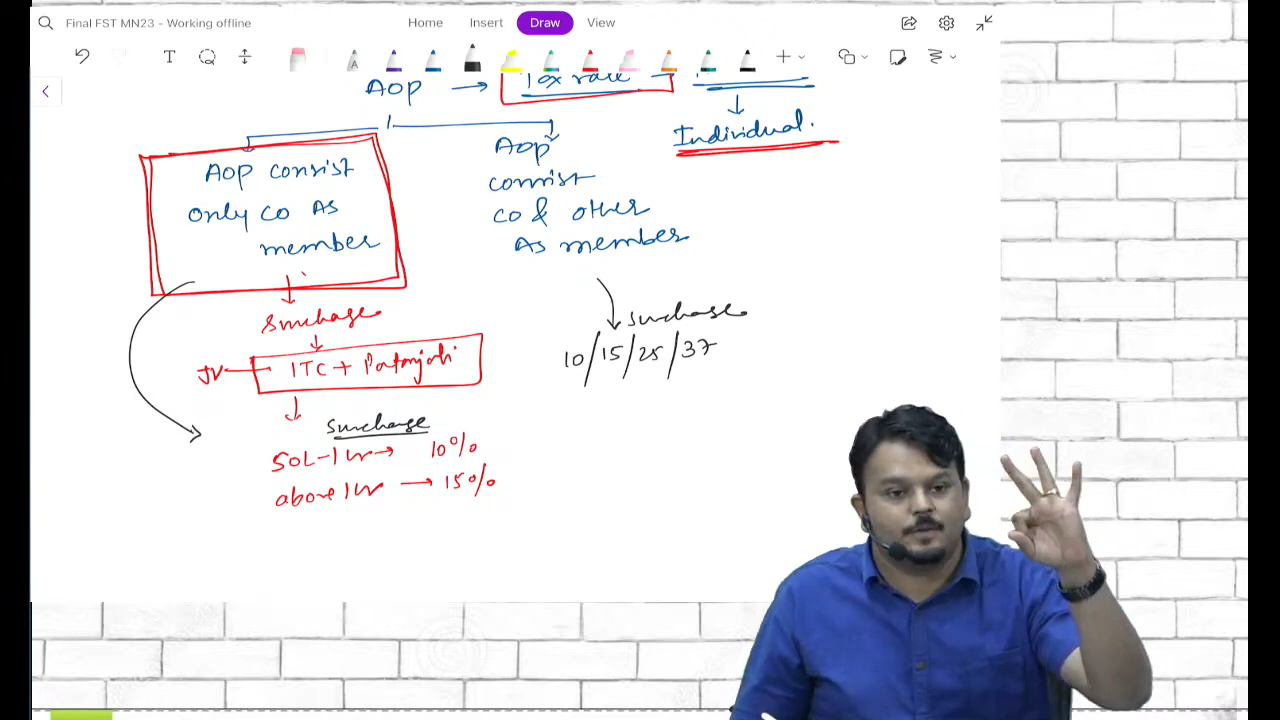 Final FST MN23 - Working offline
Home
Insert
Draw
View
AOP → Tax rate
Individual.
AOP consist
only co As
member
AOP
consist
co & other
As member
Surcharge
JV
ITC + Patanjali
Surcharge
50L-1cr → 10%
above 1cr → 15%
Surcharge
10/15/25/37